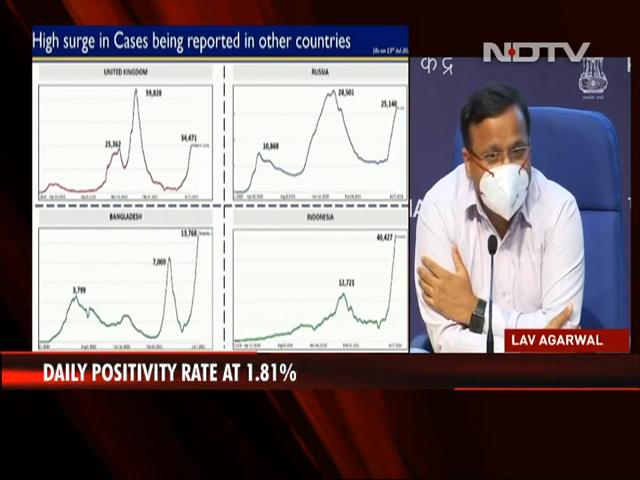 High surge in Cases being reported in other countries
NDTV
केंद्र
UNITED KINGDOM
RUSSIA
59,828
25,362
34,471
28,501
10,868
25,140
BANGLADESH
INDONESIA
13,768
7,000
3,799
40,427
12,721
LAV AGARWAL
DAILY POSITIVITY RATE AT 1.81%